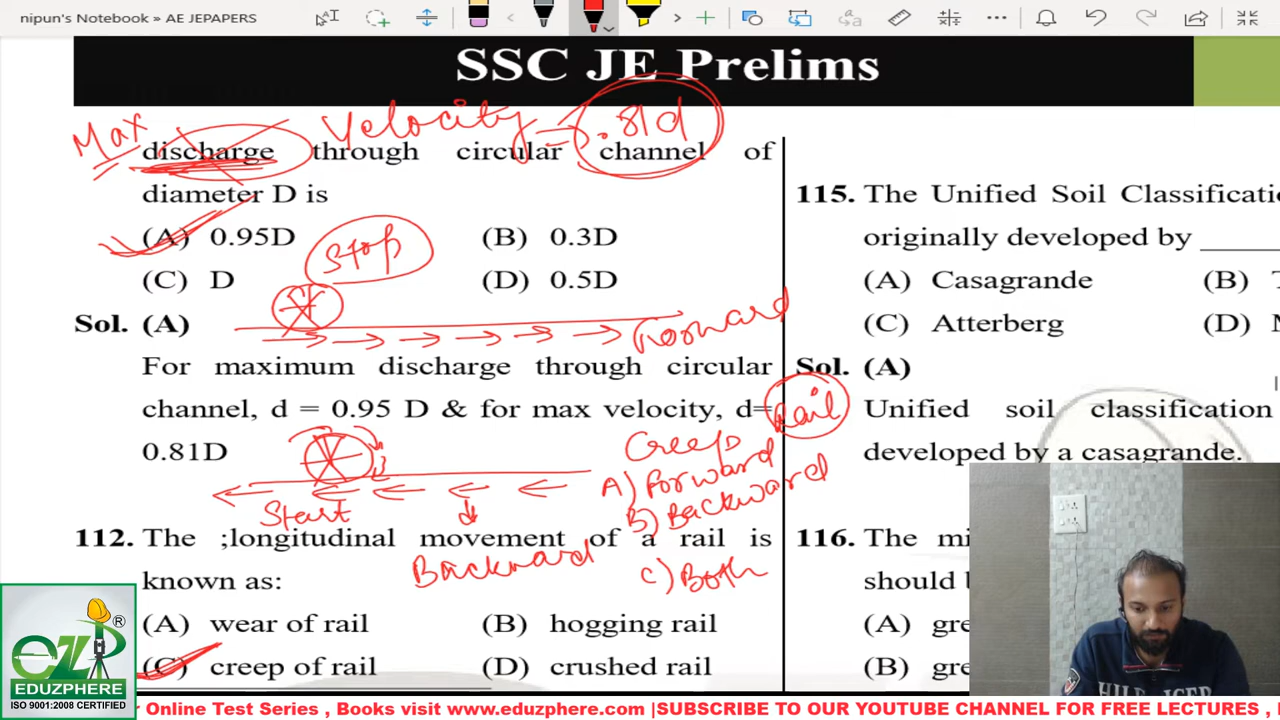 nipun's Notebook » AE JEPAPERS
SSC JE Prelims
Max
Velocity = .81d
discharge through circular channel of
diameter D is
(A) 0.95D (B) 0.3D
Stop
(C) D (D) 0.5D
Sol. (A)
Forward
For maximum discharge through circular
channel, d = 0.95 D & for max velocity, d=
Rail
0.81D
Creep
A) Forward
B) Backward
Start
112. The ;longitudinal movement of a rail is
Backward
C) Both
known as:
(A) wear of rail (B) hogging rail
(C) creep of rail (D) crushed rail
115. The Unified Soil Classificati
originally developed by ____
(A) Casagrande (B) T
(C) Atterberg (D)
Sol. (A)
Unified soil classification
developed by a casagrande.
116. The mi
should b
(A) gre
(B) gre
EZP
®
EDUZPHERE
ISO 9001:2008 CERTIFIED
HILFIGER
r Online Test Series , Books visit www.eduzphere.com |SUBSCRIBE TO OUR YOUTUBE CHANNEL FOR FREE LECTURES ,